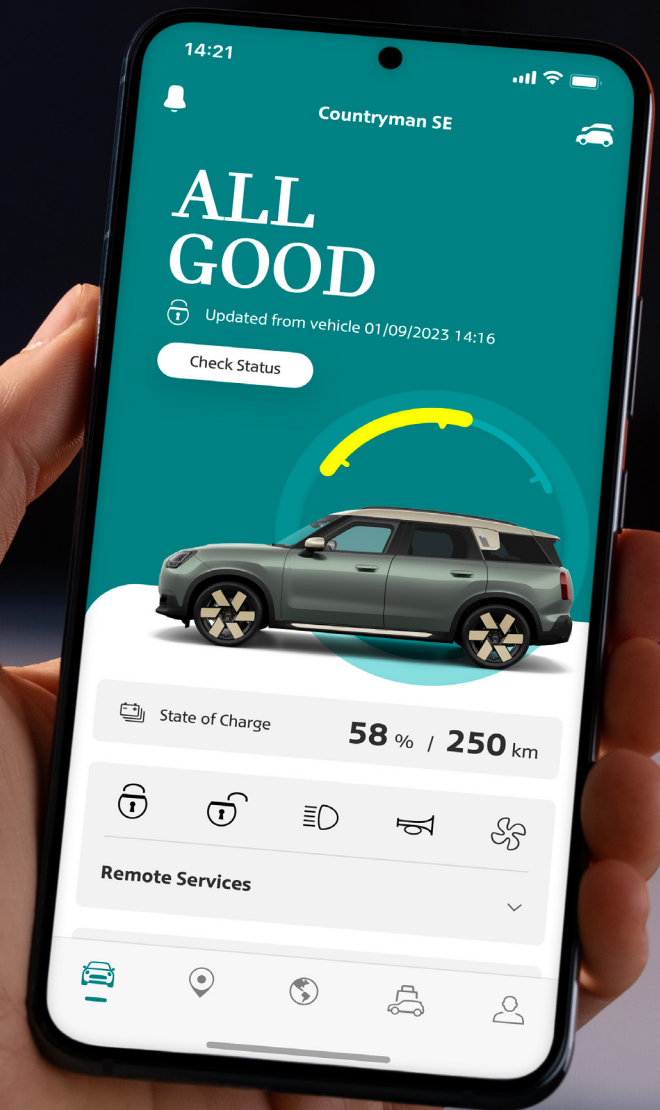 14:21
Countryman SE
ALL
GOOD
Updated from vehicle 01/09/2023 14:16
Check Status
State of Charge 58 % / 250 km
Remote Services